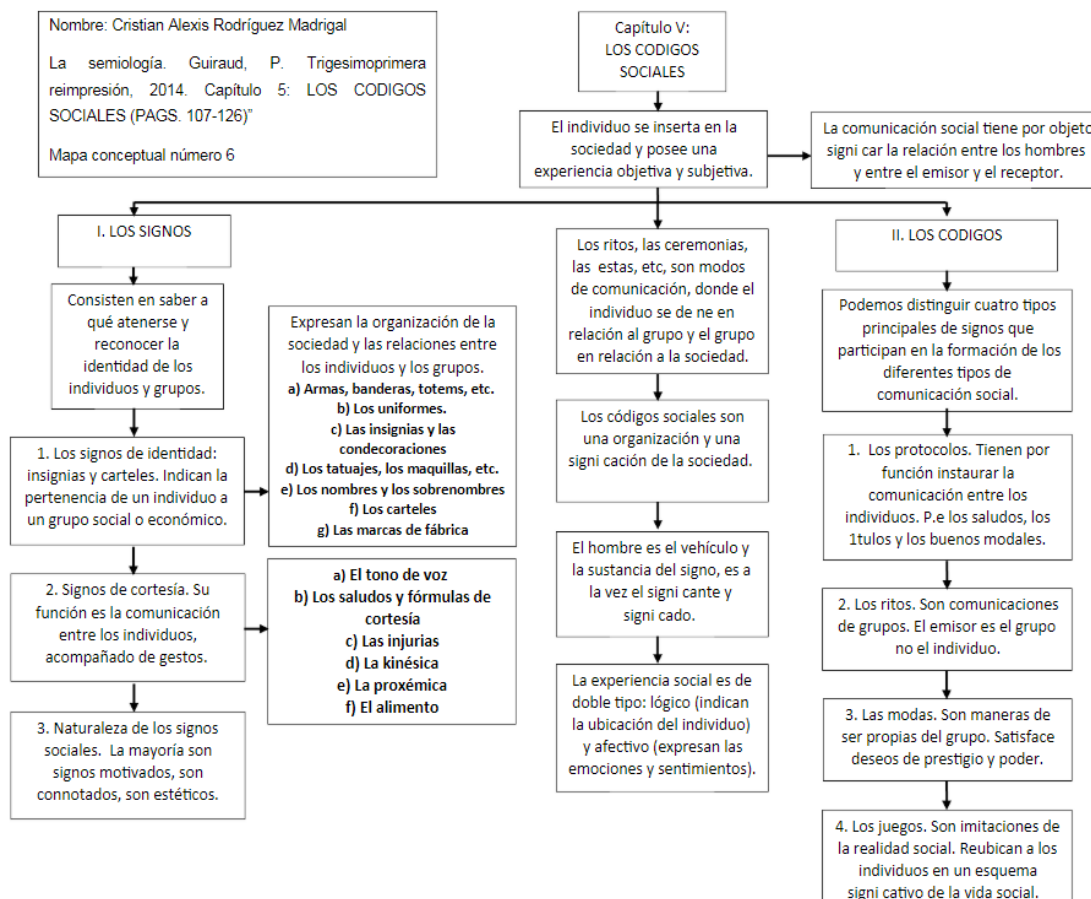 Nombre: Cristian Alexis Rodríguez Madrigal
La semiología. Guiraud, P. Trigesimoprimera
reimpresión, 2014. Capítulo 5: LOS CODIGOS
SOCIALES (PAGS. 107-126)”
Mapa conceptual número 6
Capítulo V:
LOS CODIGOS
SOCIALES
El individuo se inserta en la
sociedad y posee una
experiencia objetiva y subjetiva.
La comunicación social tiene por objeto
signi car la relación entre los hombres
y entre el emisor y el receptor.
I. LOS SIGNOS
Consisten en saber a
qué atenerse y
reconocer la
identidad de los
individuos y grupos.
1. Los signos de identidad:
insignias y carteles. Indican la
pertenencia de un individuo a
un grupo social o económico.
Expresan la organización de la
sociedad y las relaciones entre
los individuos y los grupos.
a) Armas, banderas, totems, etc.
b) Los uniformes.
c) Las insignias y las
condecoraciones
d) Los tatuajes, los maquillas, etc.
e) Los nombres y los sobrenombres
f) Los carteles
g) Las marcas de fábrica
2. Signos de cortesía. Su
función es la comunicación
entre los individuos,
acompañado de gestos.
a) El tono de voz
b) Los saludos y fórmulas de
cortesía
c) Las injurias
d) La kinésica
e) La proxémica
f) El alimento
3. Naturaleza de los signos
sociales. La mayoría son
signos motivados, son
connotados, son estéticos.
Los ritos, las ceremonias,
las estas, etc, son modos
de comunicación, donde el
individuo se de ne en
relación al grupo y el grupo
en relación a la sociedad.
Los códigos sociales son
una organización y una
signi cación de la sociedad.
El hombre es el vehículo y
la sustancia del signo, es a
la vez el signi cante y
signi cado.
La experiencia social es de
doble tipo: lógico (indican
la ubicación del individuo)
y afectivo (expresan las
emociones y sentimientos).
II. LOS CODIGOS
Podemos distinguir cuatro tipos
principales de signos que
participan en la formación de los
diferentes tipos de
comunicación social.
1. Los protocolos. Tienen por
función instaurar la
comunicación entre los
individuos. P.e los saludos, los
1tulos y los buenos modales.
2. Los ritos. Son comunicaciones
de grupos. El emisor es el grupo
no el individuo.
3. Las modas. Son maneras de
ser propias del grupo. Satisface
deseos de prestigio y poder.
4. Los juegos. Son imitaciones de
la realidad social. Reubican a los
individuos en un esquema
signi cativo de la vida social.